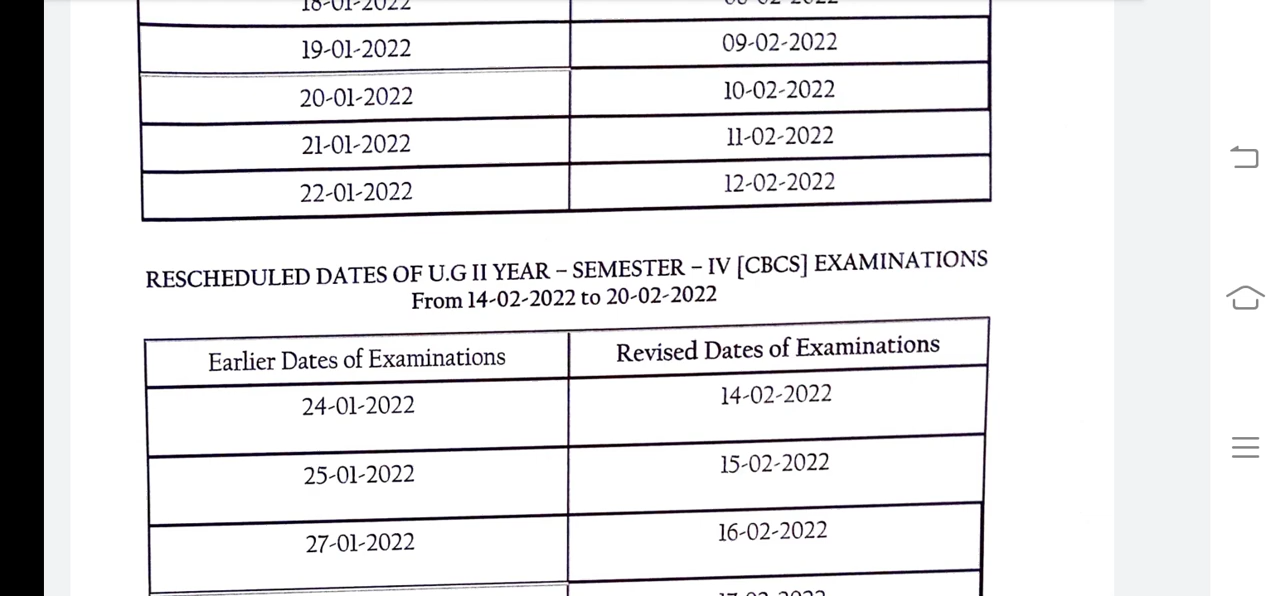 18-01-2022
19-01-2022 09-02-2022
20-01-2022 10-02-2022
21-01-2022 11-02-2022
22-01-2022 12-02-2022
RESCHEDULED DATES OF U.G II YEAR – SEMESTER – IV [CBCS] EXAMINATIONS
From 14-02-2022 to 20-02-2022
Earlier Dates of Examinations Revised Dates of Examinations
24-01-2022 14-02-2022
25-01-2022 15-02-2022
27-01-2022 16-02-2022